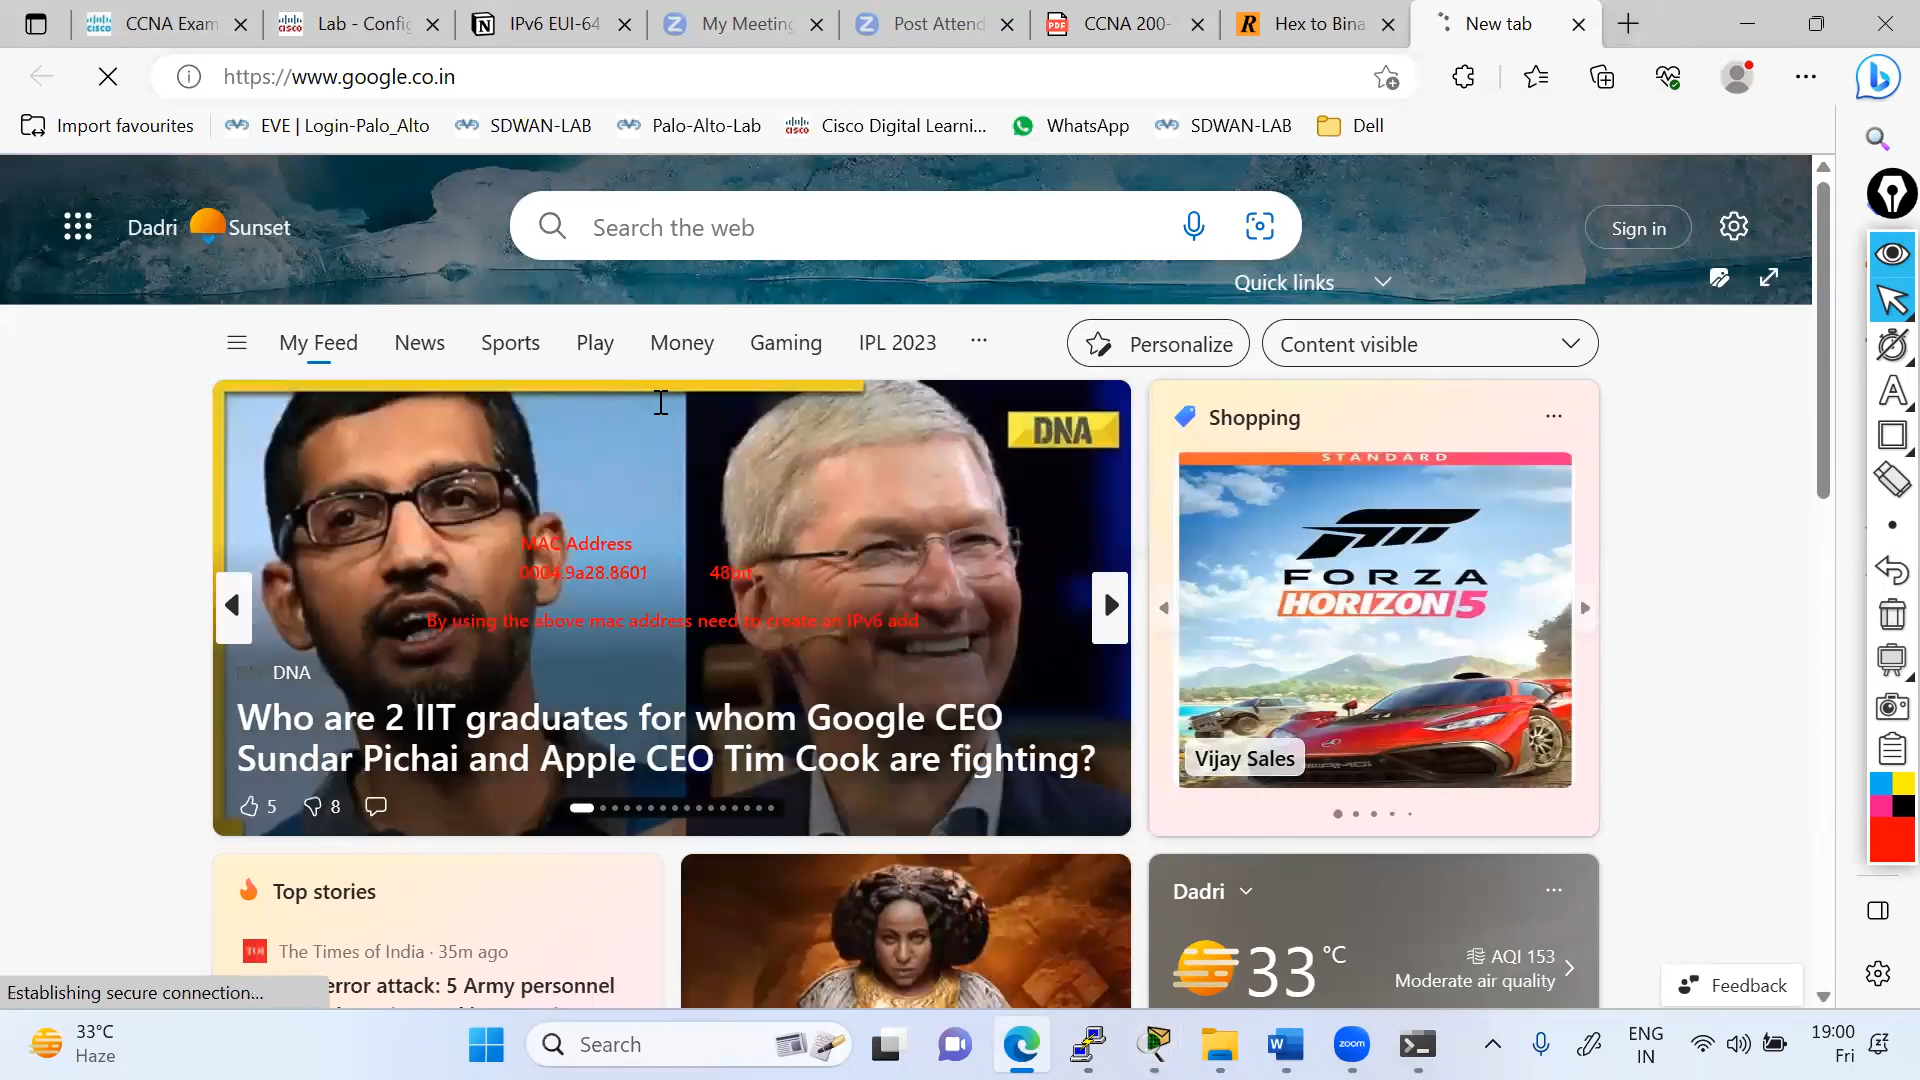 CCNA Exam
Lab - Config
IPv6 EUI-64
My Meeting
Post Attend
CCNA 200-
Hex to Bina
New tab
https://www.google.co.in
Import favourites
EVE | Login-Palo_Alto
SDWAN-LAB
Palo-Alto-Lab
Cisco Digital Learni...
WhatsApp
SDWAN-LAB
Dell
Dadri
Sunset
Search the web
Sign in
Quick links
My Feed
News
Sports
Play
Money
Gaming
IPL 2023
Personalize
Content visible
DNA
MAC Address
0004.9a28.8601 48bit
By using the above mac address need to create an IPv6 add
DNA
Who are 2 IIT graduates for whom Google CEO
Sundar Pichai and Apple CEO Tim Cook are fighting?
5
8
Shopping
STANDARD
FORZA
HORIZON 5
Vijay Sales
Top stories
The Times of India · 35m ago
error attack: 5 Army personnel
Dadri
33 °C
AQI 153
Moderate air quality
Feedback
Establishing secure connection...
33°C
Haze
Search
zoom
ENG
IN
19:00
Fri